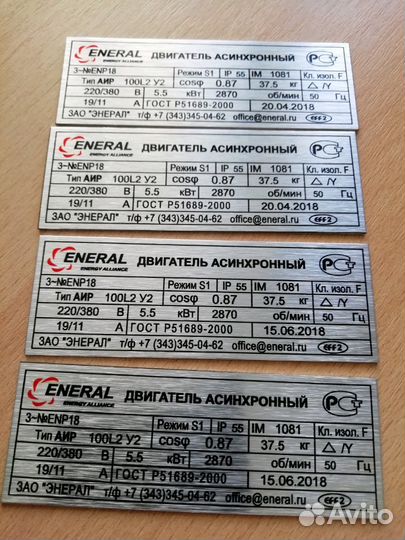 ENERAL ДВИГАТЕЛЬ АСИНХРОННЫЙ РСт
ENERGY ALLIANCE
3~№ENP18 Режим S1 IP 55 IM 1081 Кл. изол. F
Тип АИР 100L2 У2 cosφ 0.87 37.5 кг △/Y
220/380 В 5.5 кВт 2870 об/мин 50 Гц
19/11 А ГОСТ Р51689-2000 20.04.2018
ЗАО "ЭНЕРАЛ" т/ф +7 (343)345-04-62 office@eneral.ru eff2
ENERAL ДВИГАТЕЛЬ АСИНХРОННЫЙ РСт
ENERGY ALLIANCE
3~№ENP18 Режим S1 IP 55 IM 1081 Кл. изол. F
Тип АИР 100L2 У2 cosφ 0.87 37.5 кг △/Y
220/380 В 5.5 кВт 2870 об/мин 50 Гц
19/11 А ГОСТ Р51689-2000 20.04.2018
ЗАО "ЭНЕРАЛ" т/ф +7 (343)345-04-62 office@eneral.ru eff2
ENERAL ДВИГАТЕЛЬ АСИНХРОННЫЙ РСт
ENERGY ALLIANCE
3~№ENP18 Режим S1 IP 55 IM 1081 Кл. изол. F
Тип АИР 100L2 У2 cosφ 0.87 37.5 кг △/Y
220/380 В 5.5 кВт 2870 об/мин 50 Гц
19/11 А ГОСТ Р51689-2000 15.06.2018
ЗАО "ЭНЕРАЛ" т/ф +7 (343)345-04-62 office@eneral.ru eff2
ENERAL ДВИГАТЕЛЬ АСИНХРОННЫЙ РСт
ENERGY ALLIANCE
3~№ENP18 Режим S1 IP 55 IM 1081 Кл. изол. F
Тип АИР 100L2 У2 cosφ 0.87 37.5 кг △/Y
220/380 В 5.5 кВт 2870 об/мин 50 Гц
19/11 А ГОСТ Р51689-2000 15.06.2018
ЗАО "ЭНЕРАЛ" т/ф +7 (343)345-04-62 office@eneral.ru eff2
Avito